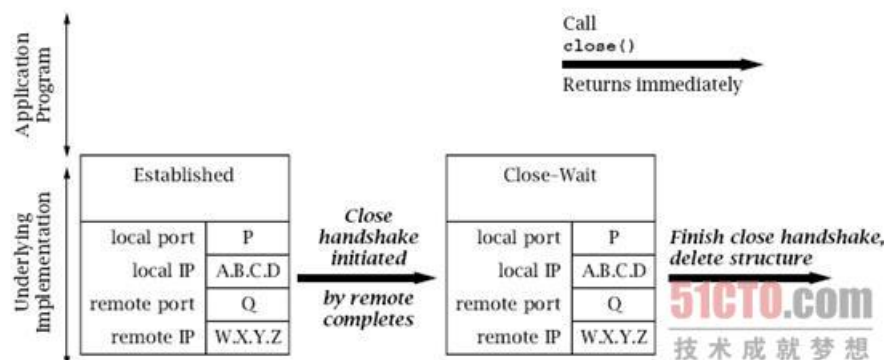 Application
Program
Call
close()
Returns immediately
Underlying
Implementation
Established
local port P
local IP A.B.C.D
remote port Q
remote IP W.X.Y.Z
Close
handshake
initiated
by remote
completes
Close-Wait
local port P
local IP A.B.C.D
remote port Q
remote IP W.X.Y.Z
Finish close handshake,
delete structure
51CTO.com
技术成就梦想